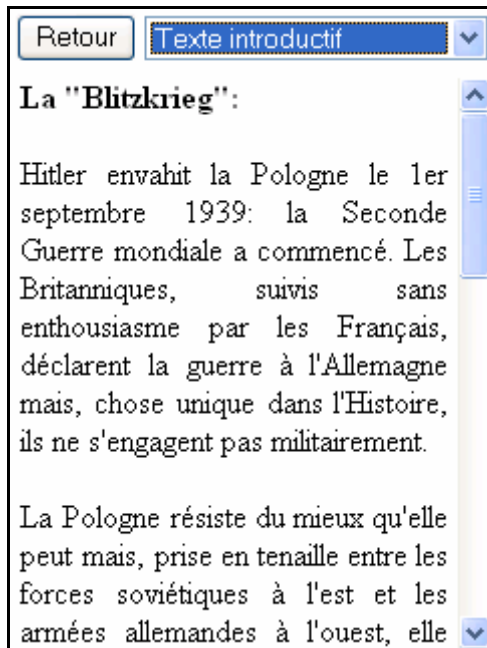 Retour Texte introductif
La "Blitzkrieg":
Hitler envahit la Pologne le 1er
septembre 1939: la Seconde
Guerre mondiale a commencé. Les
Britanniques, suivis sans
enthousiasme par les Français,
déclarent la guerre à l'Allemagne
mais, chose unique dans l'Histoire,
ils ne s'engagent pas militairement.
La Pologne résiste du mieux qu'elle
peut mais, prise en tenaille entre les
forces soviétiques à l'est et les
armées allemandes à l'ouest, elle